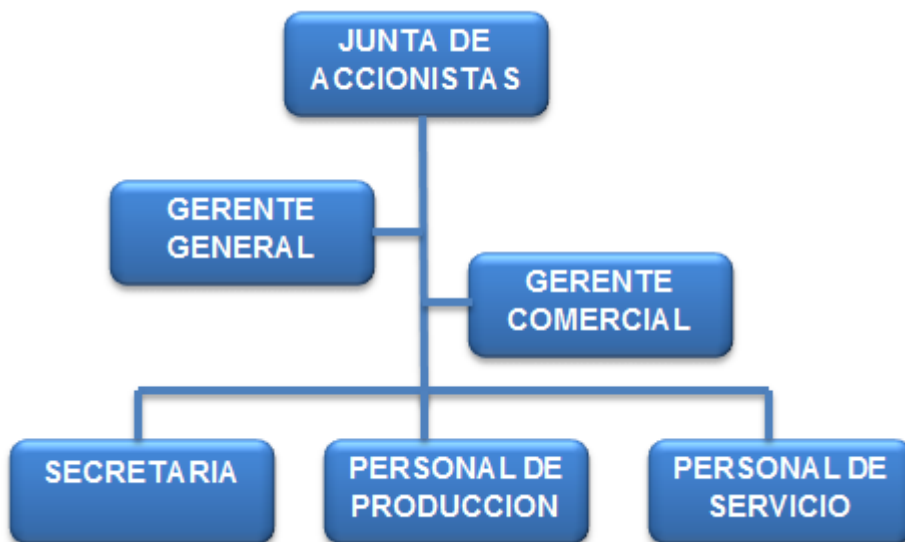 JUNTA DE
ACCIONISTAS
GERENTE
GENERAL
GERENTE
COMERCIAL
SECRETARIA
PERSONAL DE
PRODUCCION
PERSONAL DE
SERVICIO